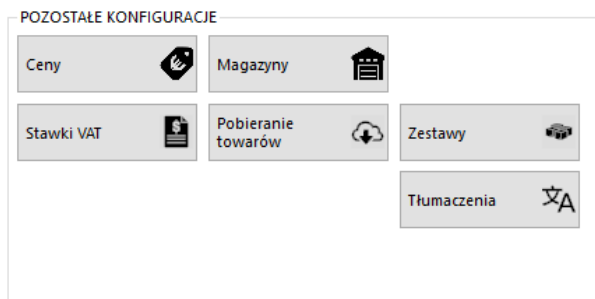 POZOSTAŁE KONFIGURACJE
Ceny
Magazyny
Stawki VAT
Pobieranie
towarów
Zestawy
Tłumaczenia